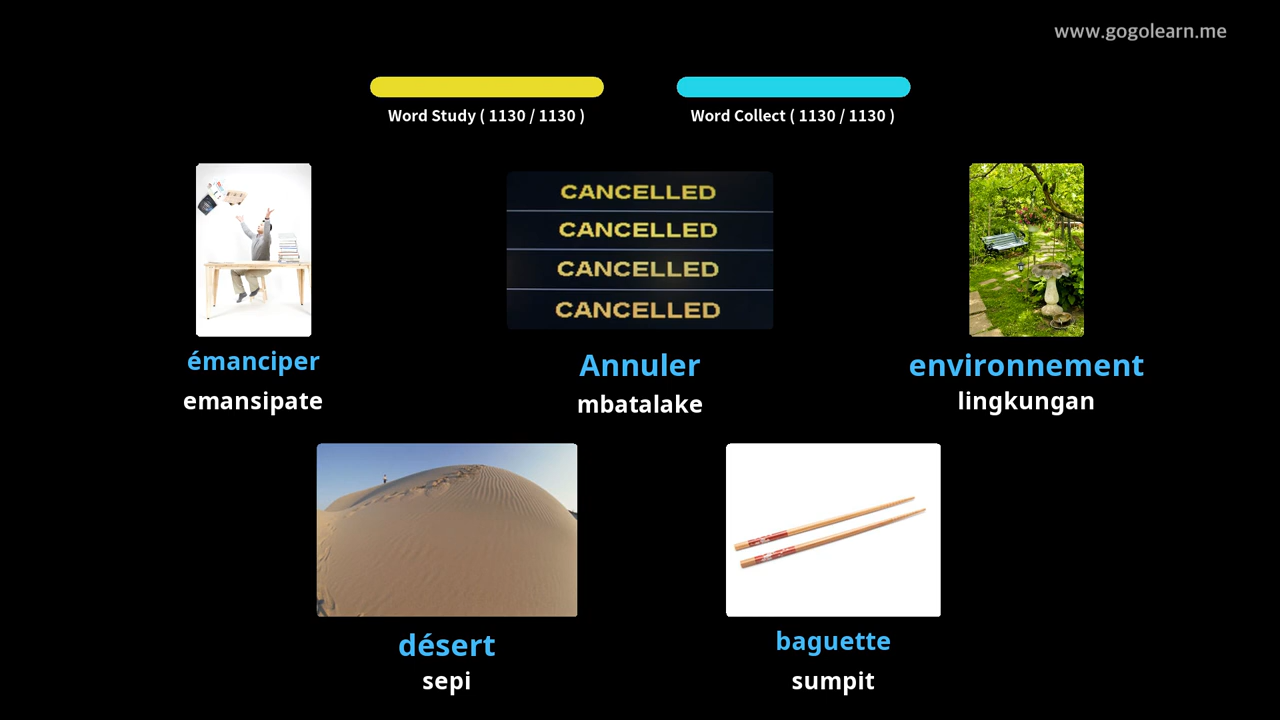 www.gogolearn.me
Word Study ( 1130 / 1130 )
Word Collect ( 1130 / 1130 )
CANCELLED
CANCELLED
CANCELLED
CANCELLED
émanciper
emansipate
Annuler
mbatalake
environnement
lingkungan
désert
sepi
baguette
sumpit